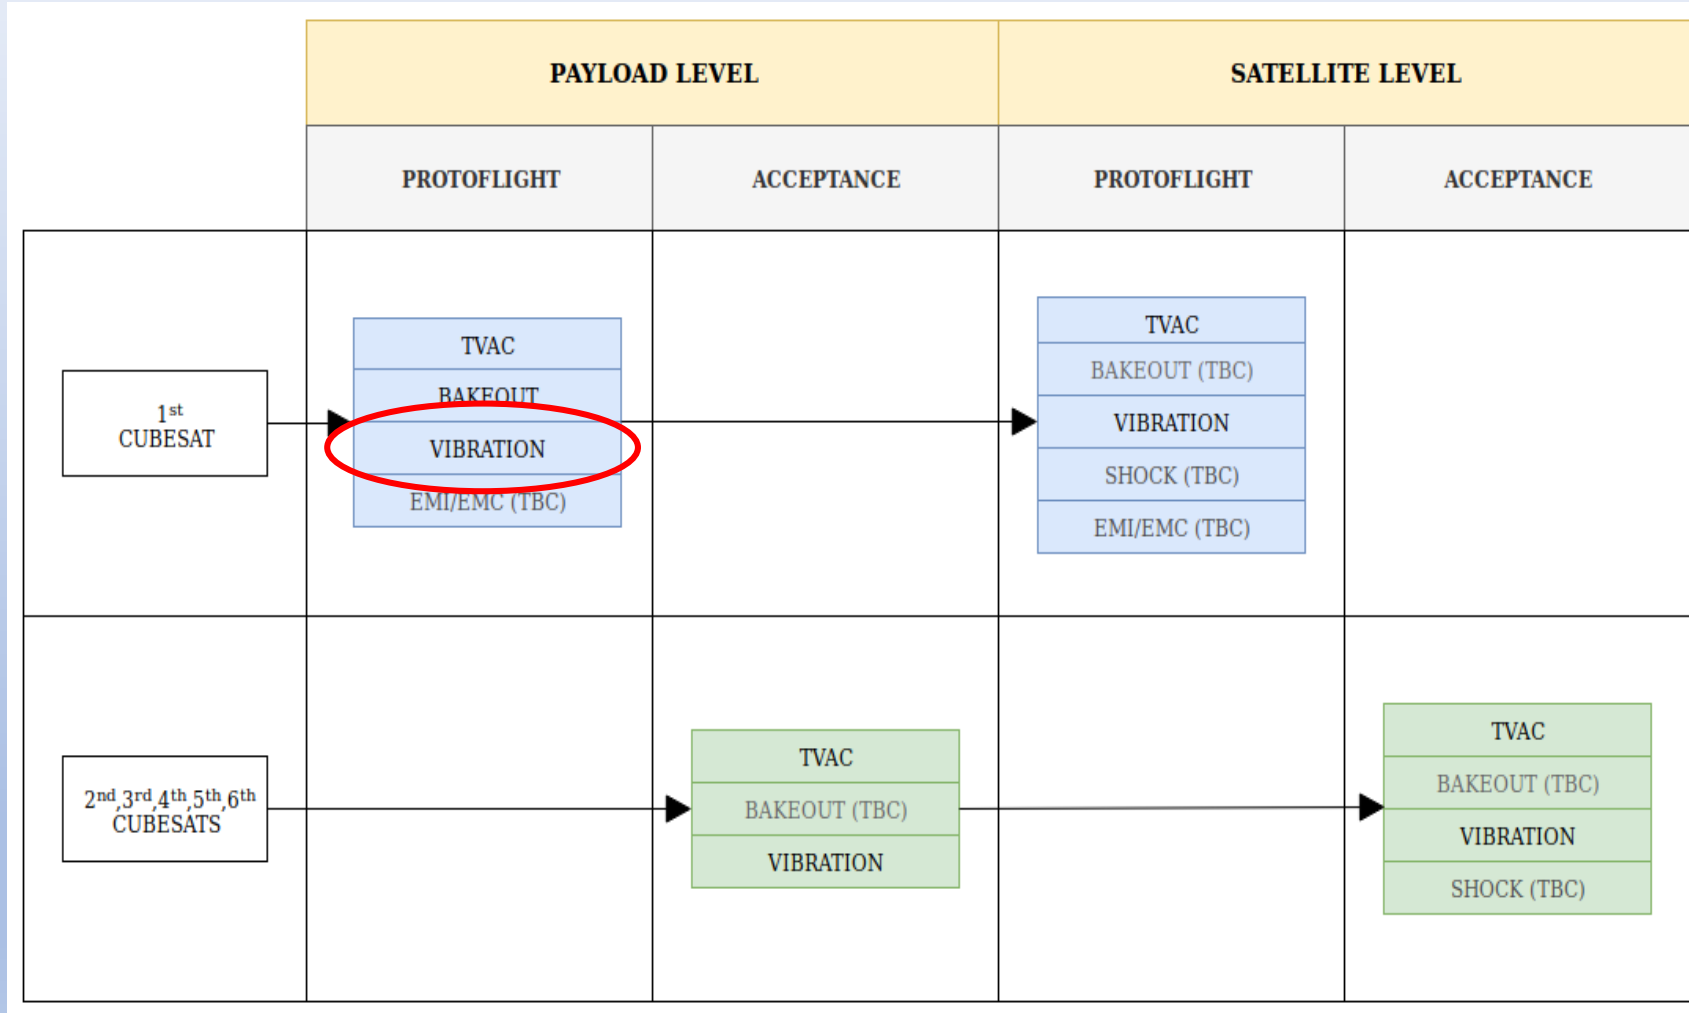 PAYLOAD LEVEL
SATELLITE LEVEL
PROTOFLIGHT
ACCEPTANCE
PROTOFLIGHT
ACCEPTANCE
1st
CUBESAT
TVAC
BAKEOUT
VIBRATION
EMI/EMC (TBC)
TVAC
BAKEOUT (TBC)
VIBRATION
SHOCK (TBC)
EMI/EMC (TBC)
2nd,3rd,4th,5th,6th
CUBESATS
TVAC
BAKEOUT (TBC)
VIBRATION
TVAC
BAKEOUT (TBC)
VIBRATION
SHOCK (TBC)